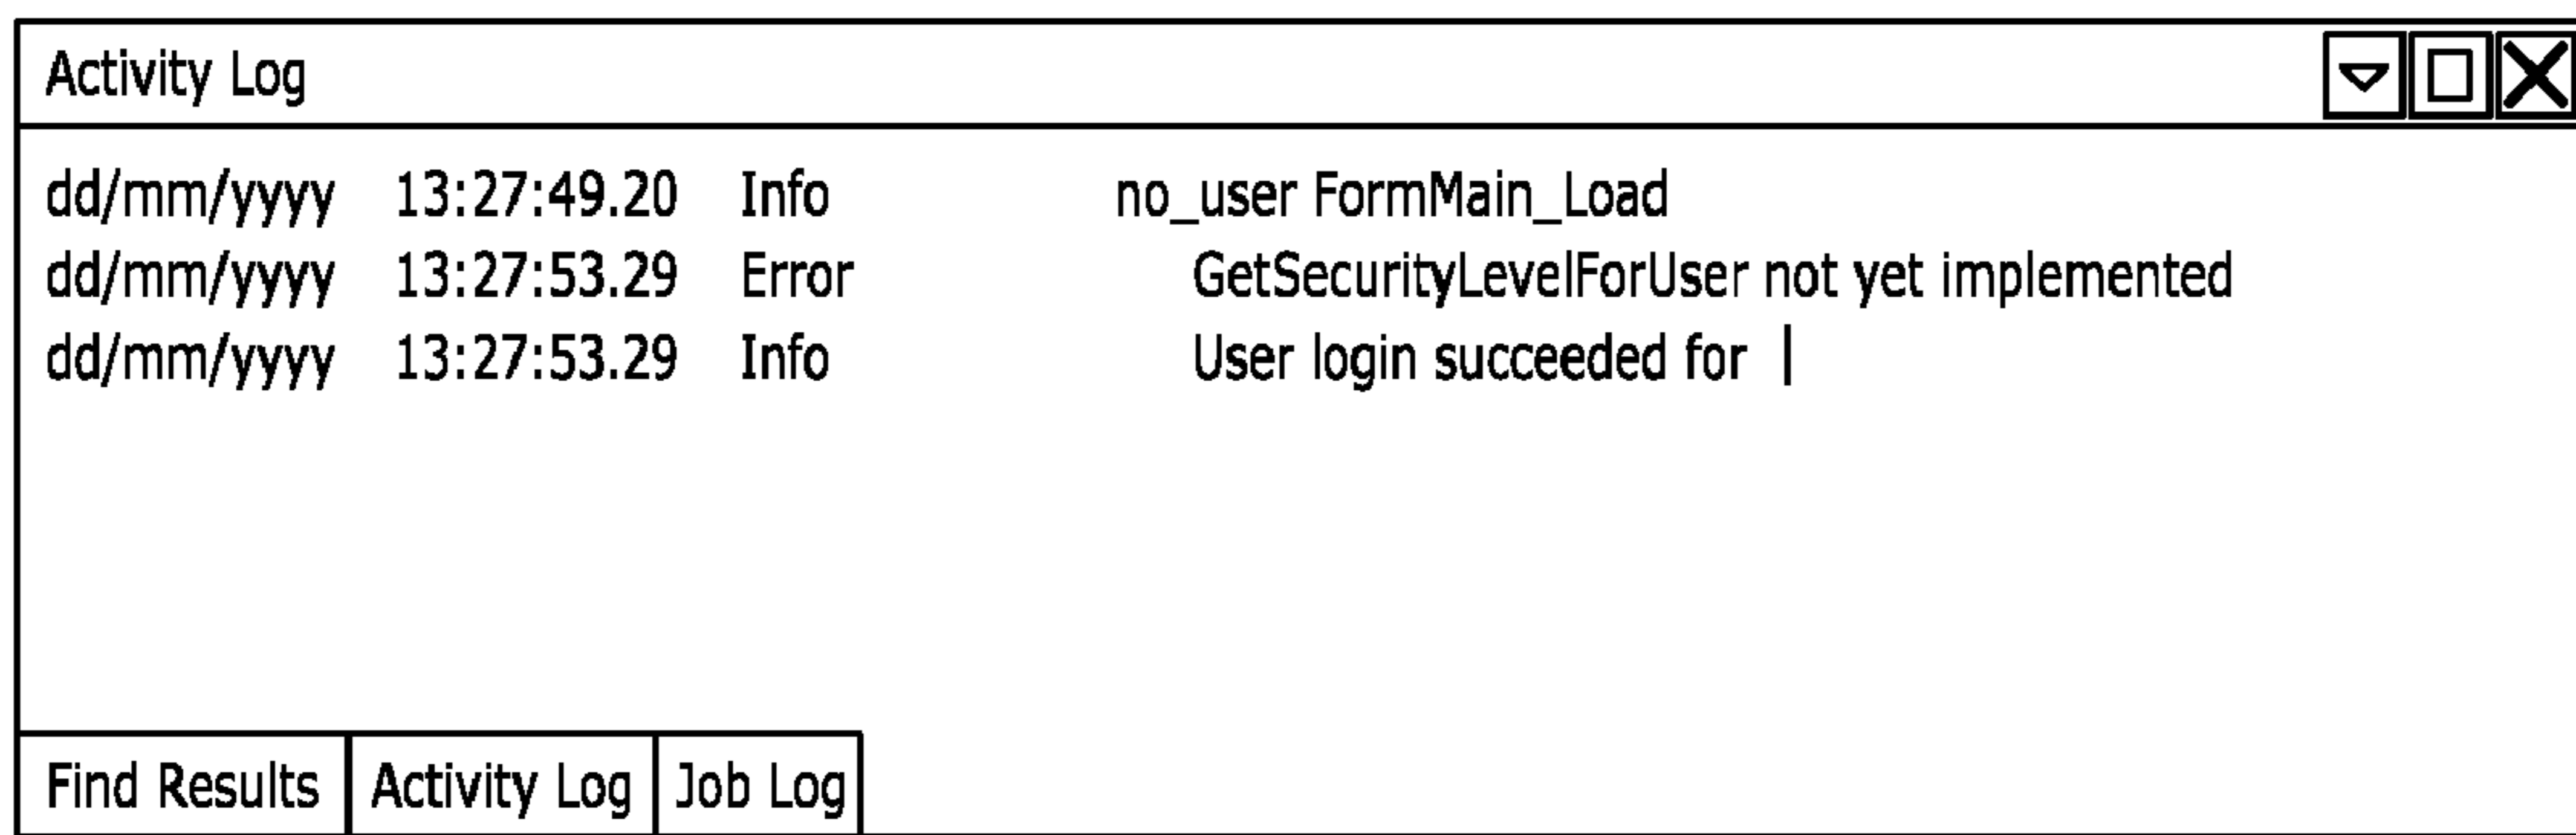 Activity Log
dd/mm/yyyy 13:27:49.20 Info no_user FormMain_Load
dd/mm/yyyy 13:27:53.29 Error GetSecurityLevelForUser not yet implemented
dd/mm/yyyy 13:27:53.29 Info User login succeeded for |
Find Results Activity Log Job Log